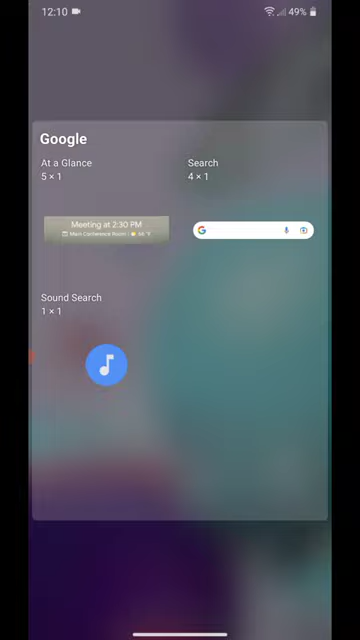 12:10
49%
Google
At a Glance
5 × 1
Search
4 × 1
Meeting at 2:30 PM
Main Conference Room
66 °F
Sound Search
1 × 1